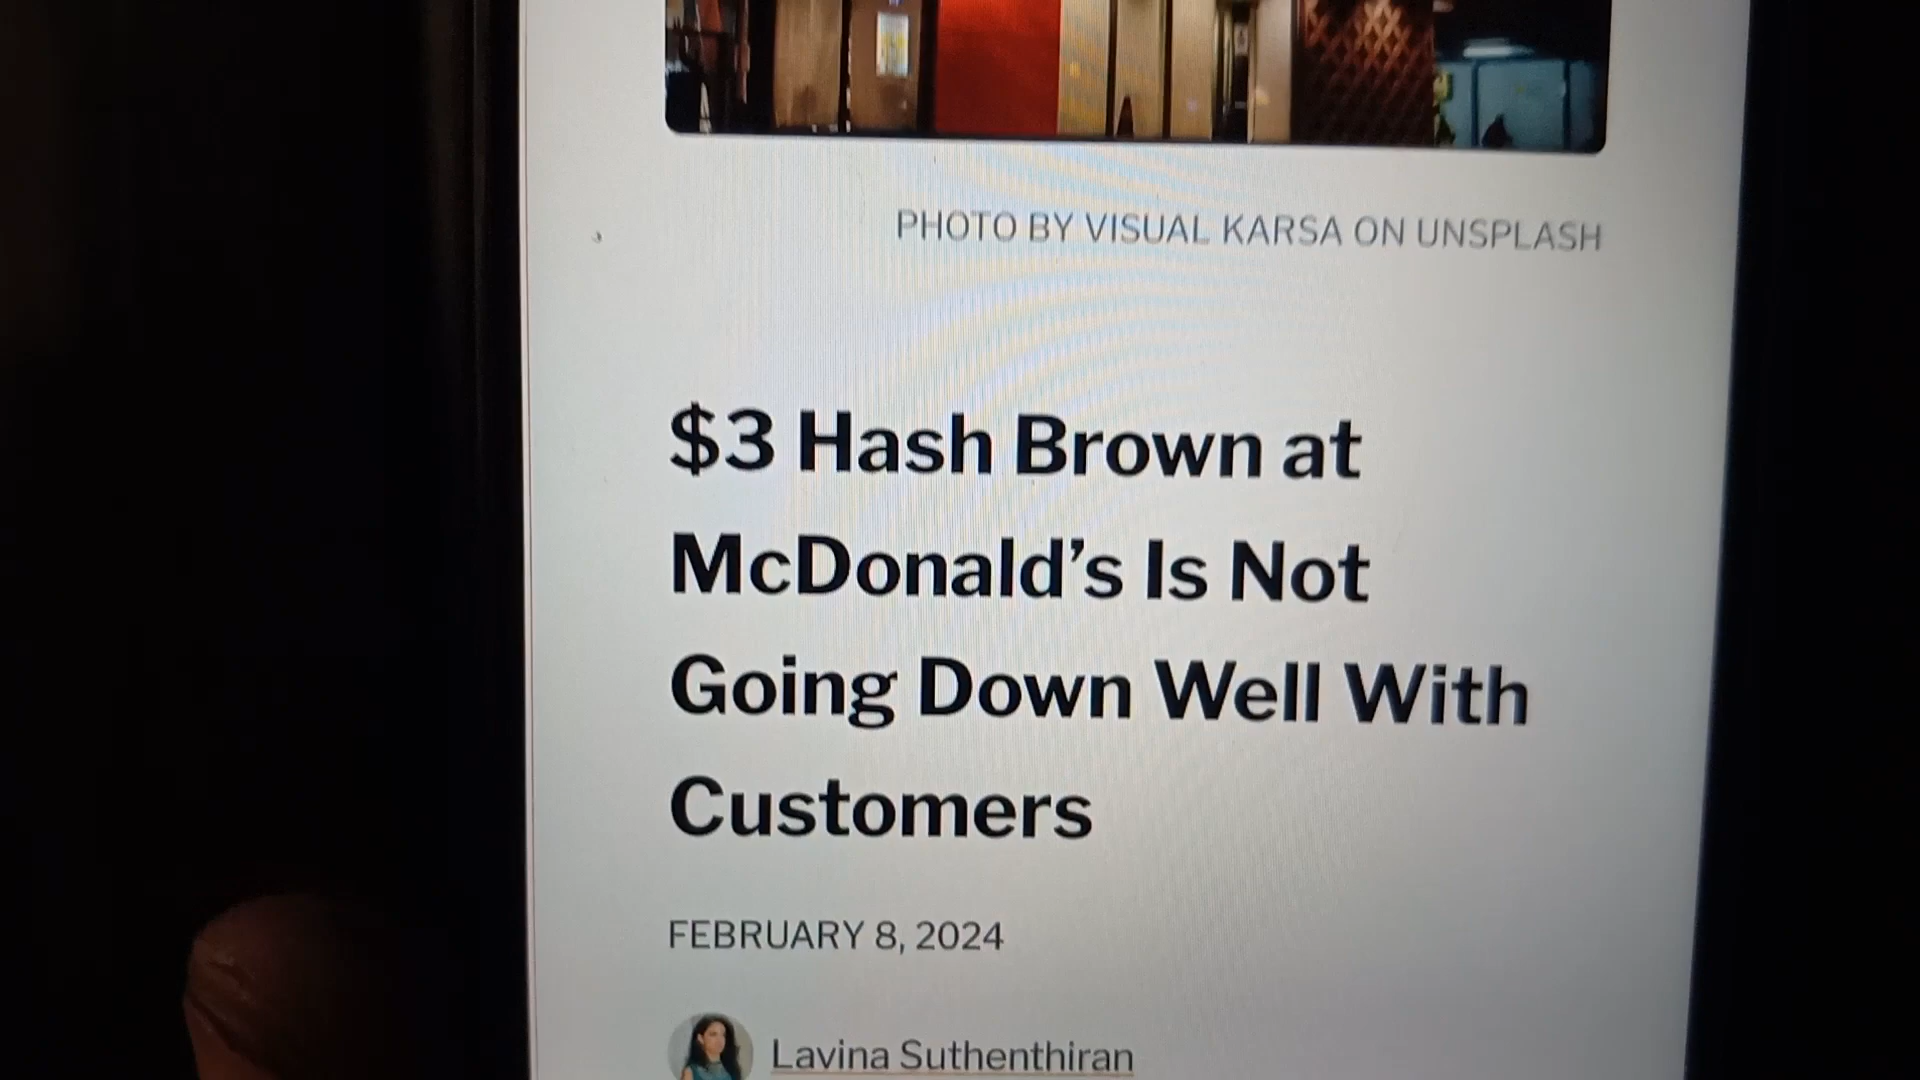 PHOTO BY VISUAL KARSA ON UNSPLASH
$3 Hash Brown at
McDonald’s Is Not
Going Down Well With
Customers
FEBRUARY 8, 2024
Lavina Suthenthiran